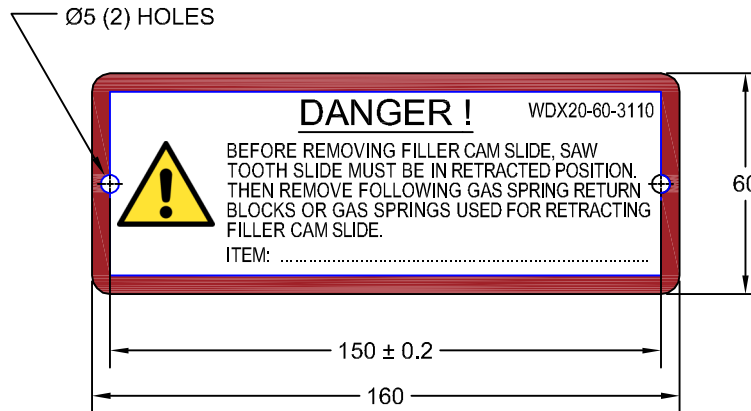 Ø5 (2) HOLES
DANGER !
WDX20-60-3110
BEFORE REMOVING FILLER CAM SLIDE, SAW
TOOTH SLIDE MUST BE IN RETRACTED POSITION.
THEN REMOVE FOLLOWING GAS SPRING RETURN
BLOCKS OR GAS SPRINGS USED FOR RETRACTING
FILLER CAM SLIDE.
ITEM: ................................................................................
60
150 ± 0.2
160